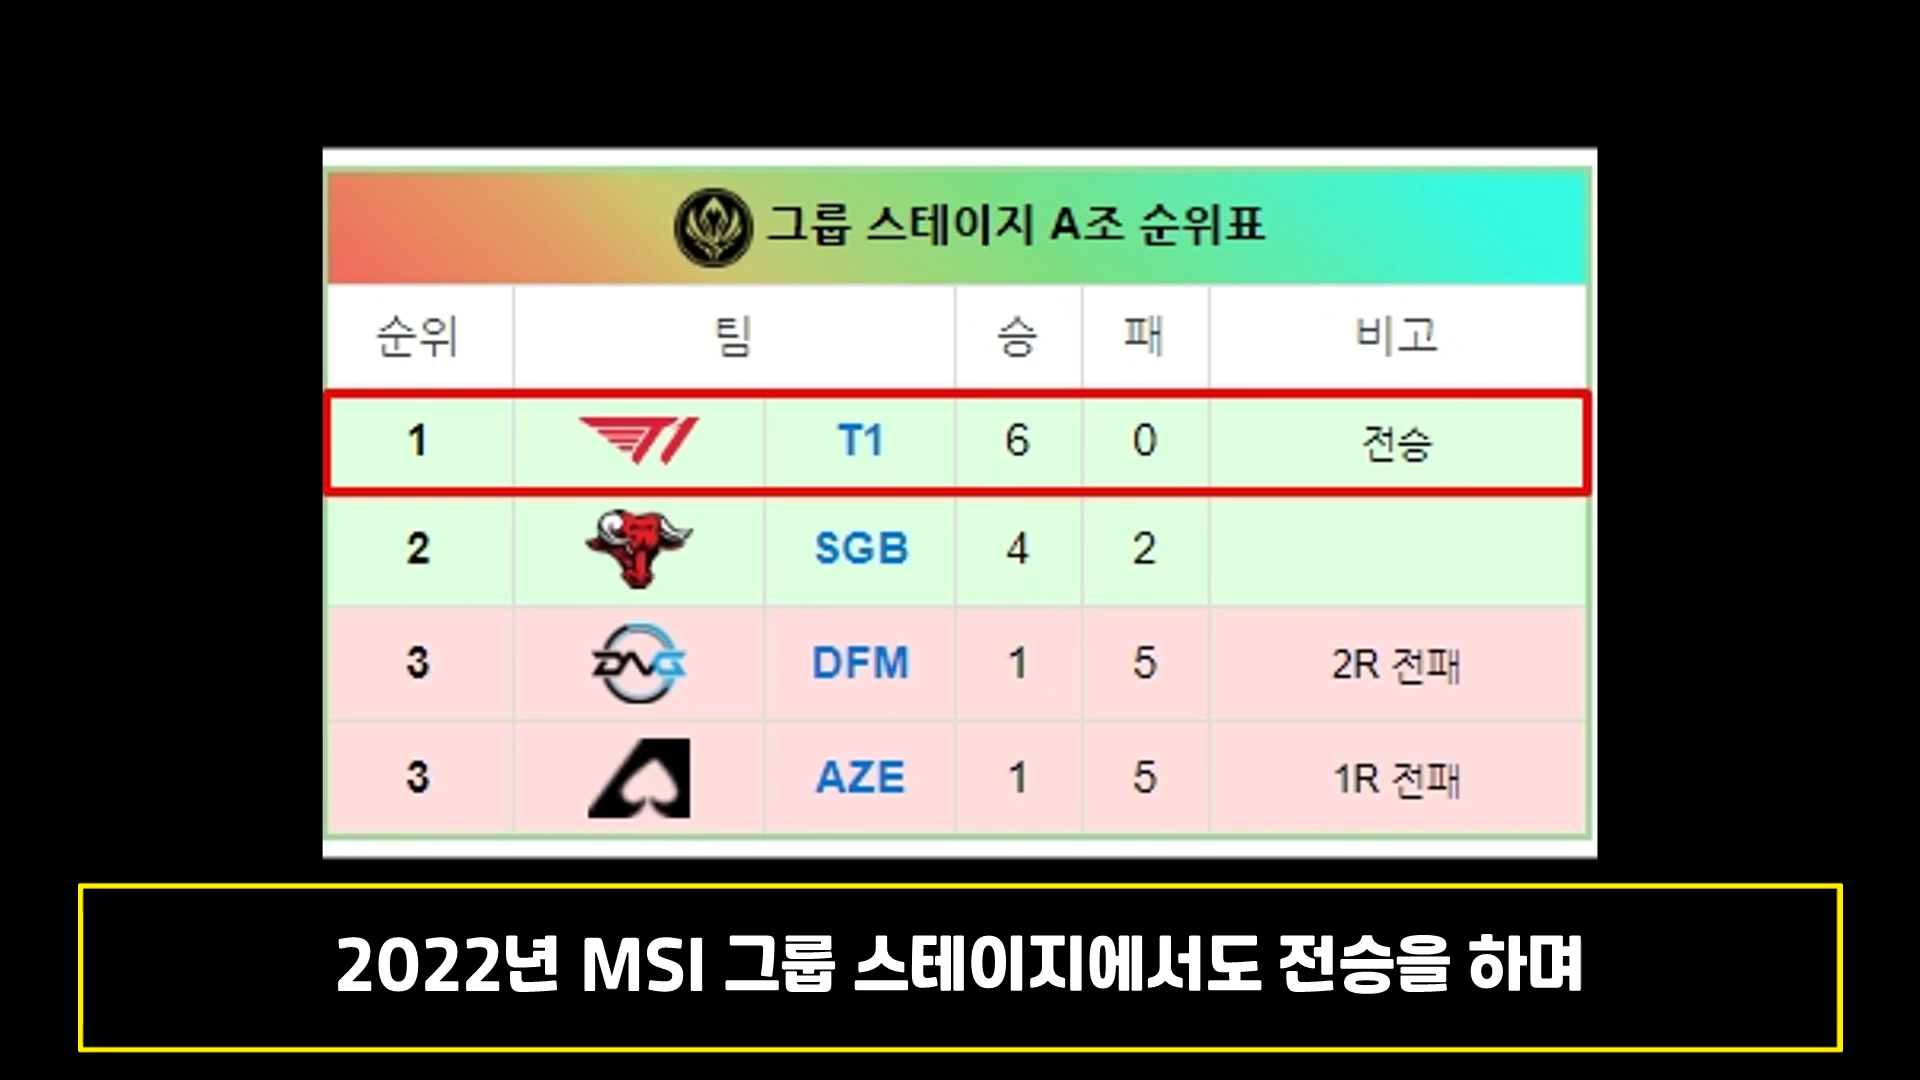 그룹 스테이지 A조 순위표
순위 팀 승 패 비고
1 T1 6 0 전승
2 SGB 4 2
3 DFM 1 5 2R 전패
3 AZE 1 5 1R 전패
2022년 MSI 그룹 스테이지에서도 전승을 하며